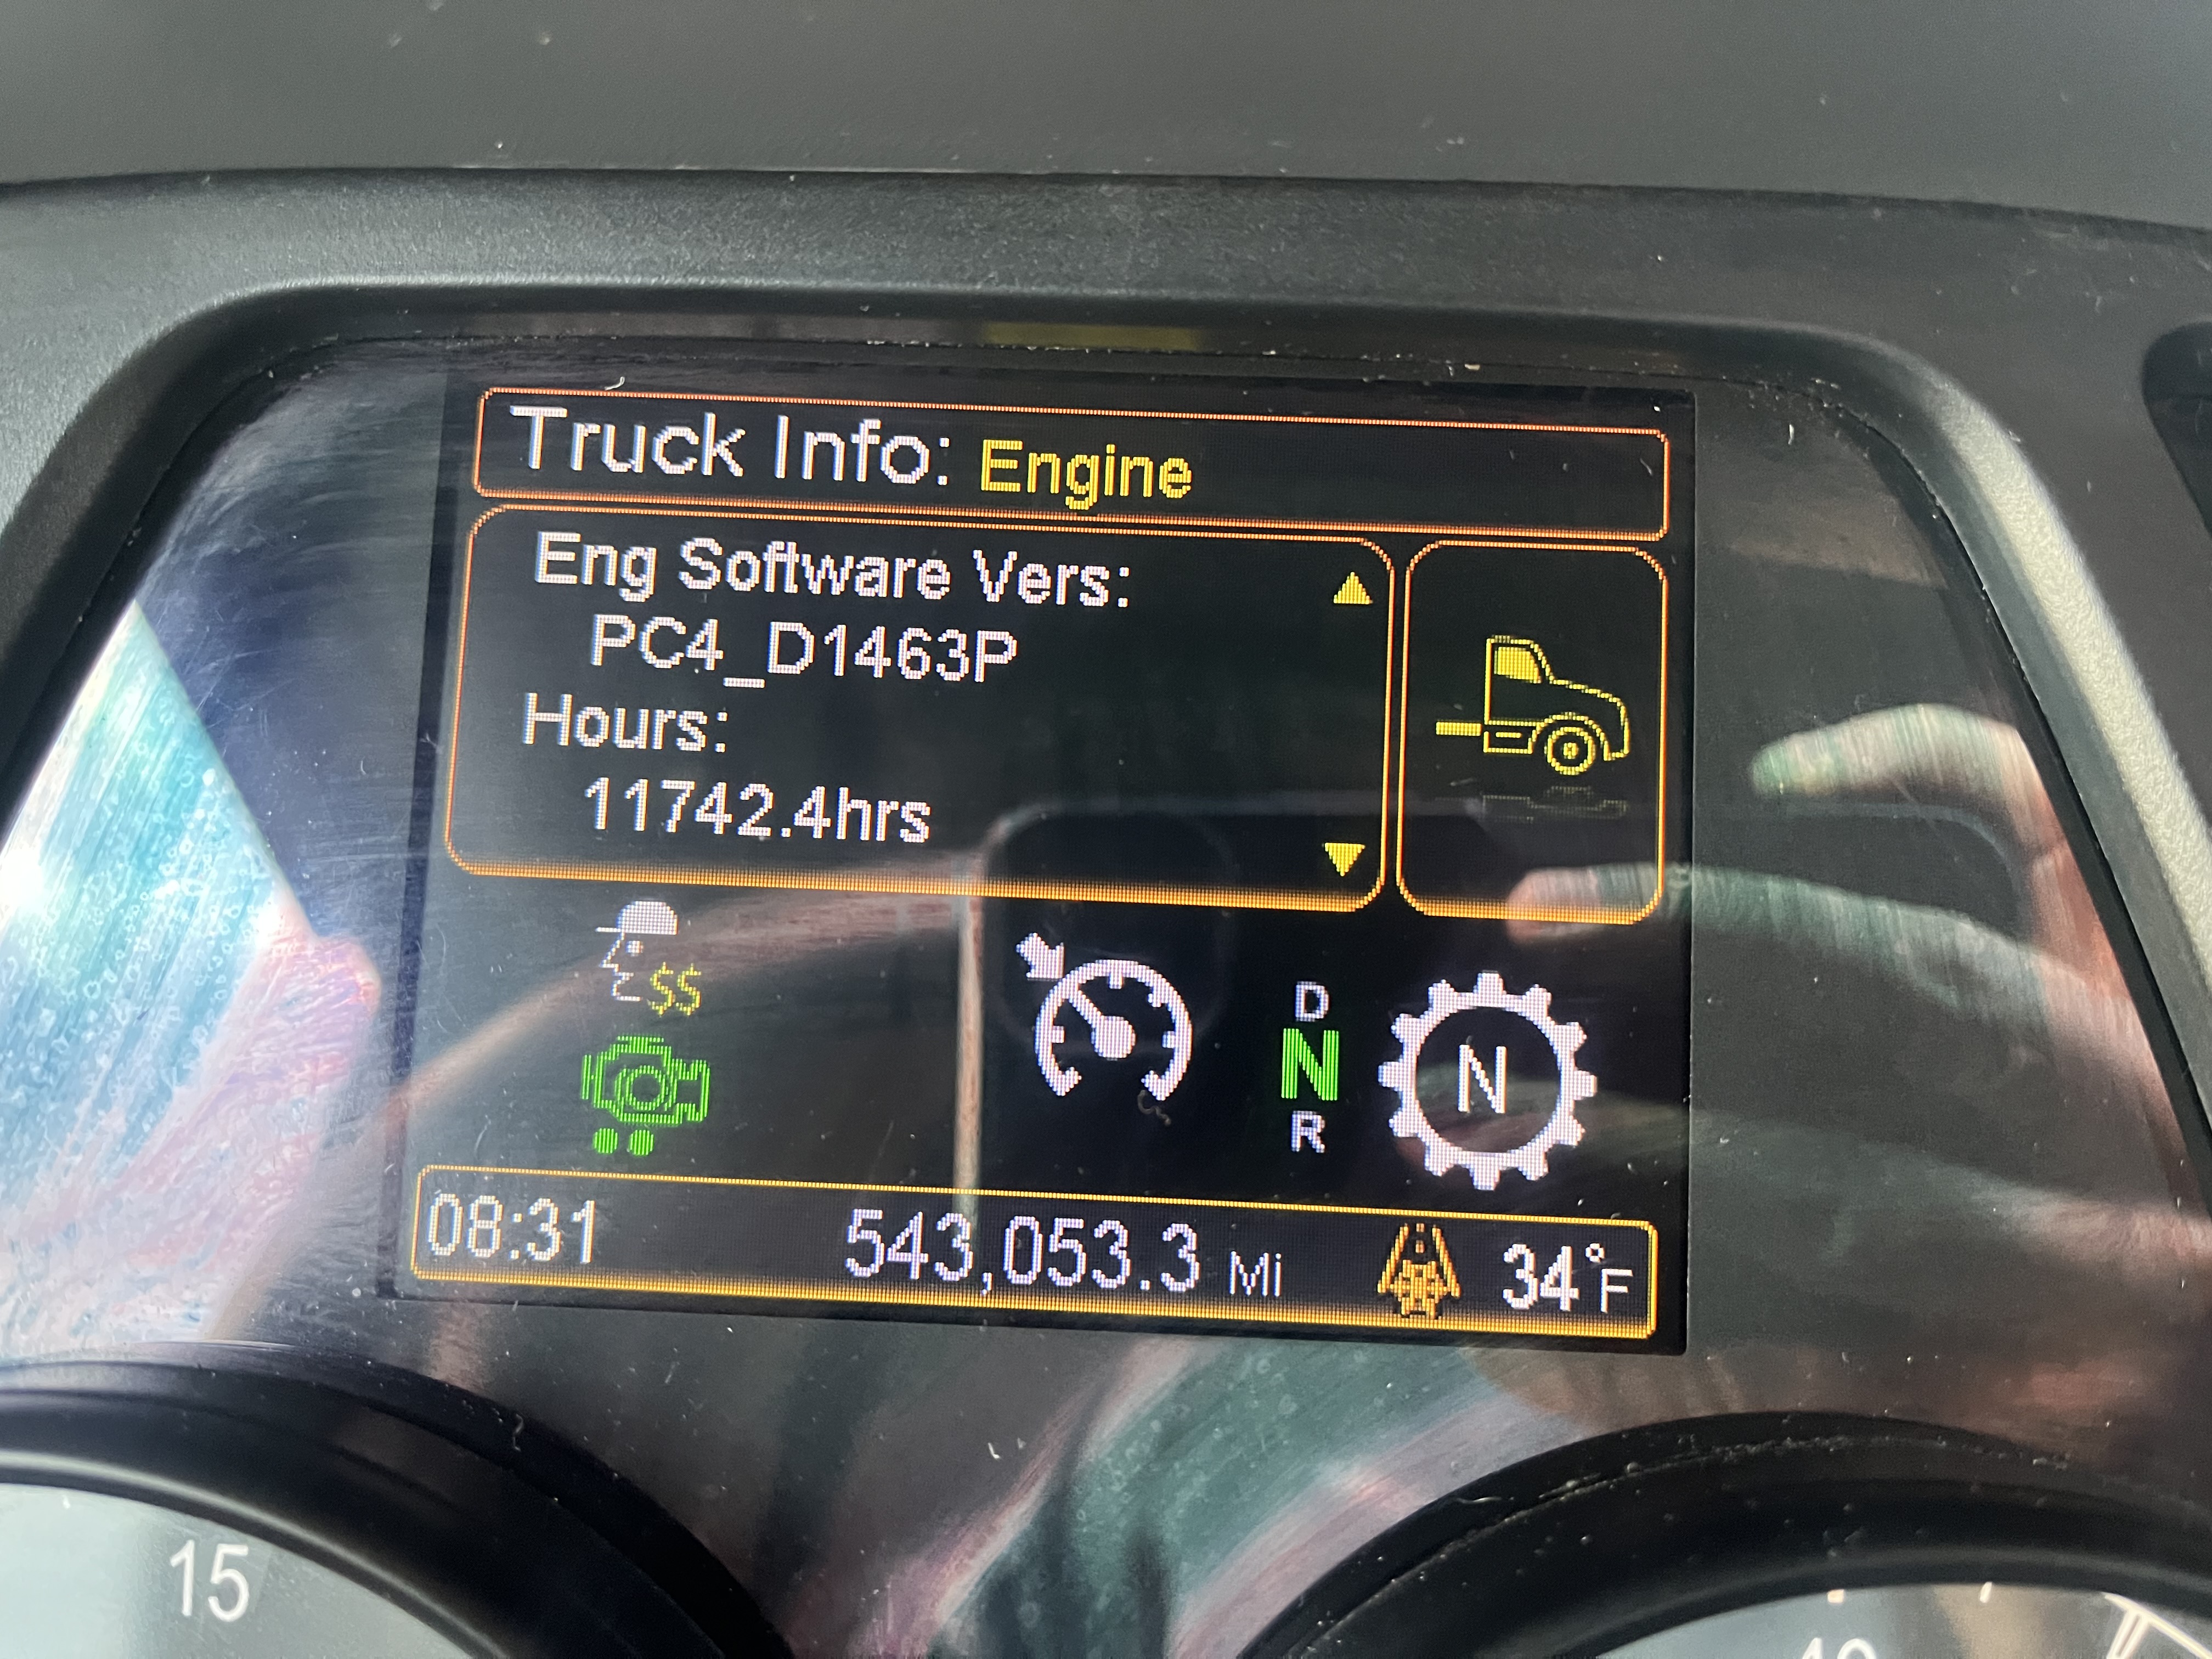 Truck Info: Engine
Eng Software Vers:
PC4_D1463P
Hours:
11742.4hrs
$$
D
N
R
N
08:31
543,053.3 Mi
34°F
15